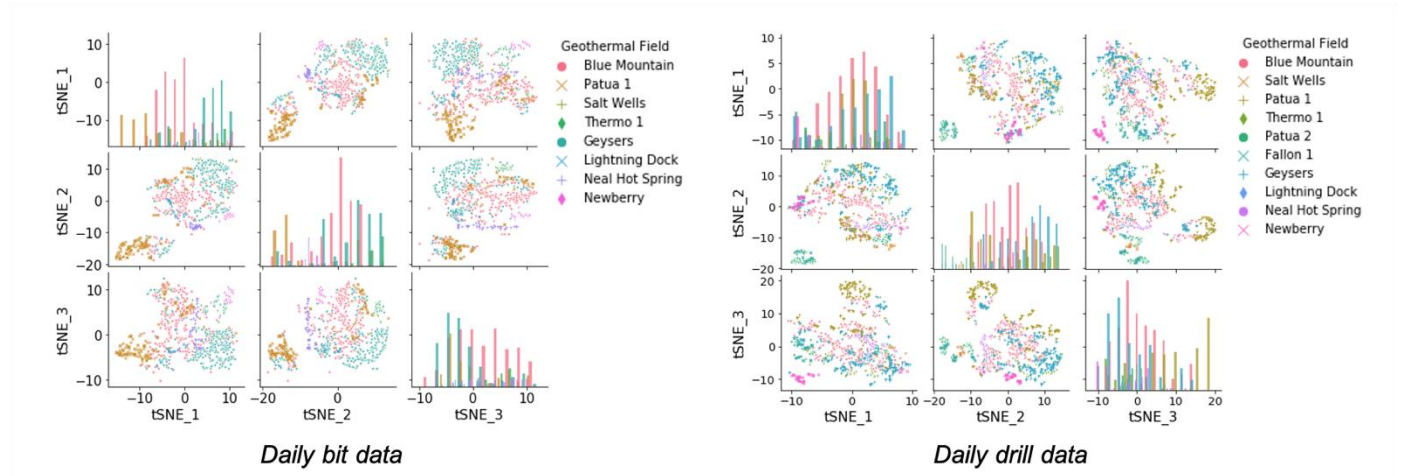 tSNE_1
10
0
−10
tSNE_2
10
0
−10
−20
tSNE_3
10
0
−10
−10
0
10
tSNE_1
−20
0
tSNE_2
−10
0
10
tSNE_3
Geothermal Field
Blue Mountain
Patua 1
Salt Wells
Thermo 1
Geysers
Lightning Dock
Neal Hot Spring
Newberry
Daily bit data
tSNE_1
10
5
0
−5
−10
tSNE_2
10
0
−10
−20
tSNE_3
20
10
0
−10
−10
0
10
tSNE_1
−20
−10
0
10
tSNE_2
−10
0
10
20
tSNE_3
Geothermal Field
Blue Mountain
Salt Wells
Patua 1
Thermo 1
Patua 2
Fallon 1
Geysers
Lightning Dock
Neal Hot Spring
Newberry
Daily drill data